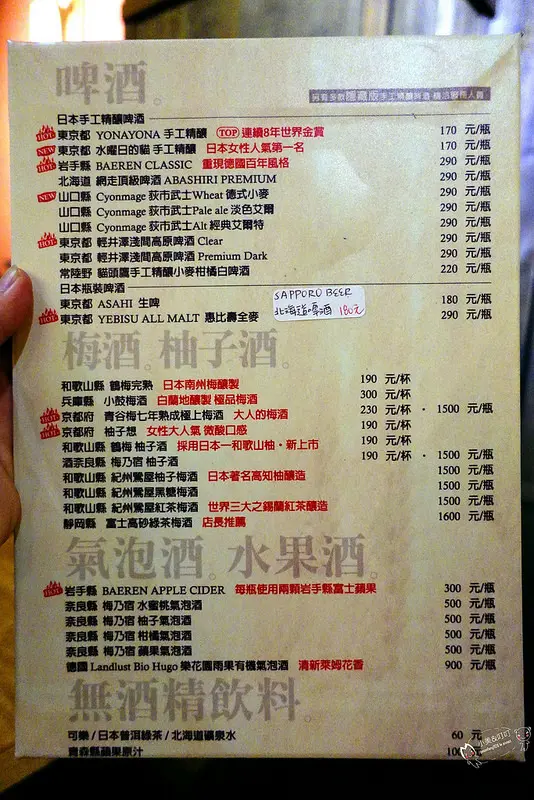 啤酒。
另有多款隱藏版手工精釀啤酒 請洽服務人員
日本手工精釀啤酒
HOT 東京都 YONAYONA 手工精釀 TOP 連續8年世界金賞 170 元/瓶
NEW 東京都 水曜日的貓 手工精釀 日本女性人氣第一名 170 元/瓶
HOT 岩手縣 BAEREN CLASSIC 重現德國百年風格 290 元/瓶
北海道 網走頂級啤酒 ABASHIRI PREMIUM 290 元/瓶
NEW 山口縣 Cyonmage 荻市武士Wheat 德式小麥 290 元/瓶
山口縣 Cyonmage 荻市武士Pale ale 淡色艾爾 290 元/瓶
山口縣 Cyonmage 荻市武士Alt 經典艾爾特 290 元/瓶
HOT 東京都 輕井澤淺間高原啤酒 Clear 290 元/瓶
東京都 輕井澤淺間高原啤酒 Premium Dark 290 元/瓶
常陸野 貓頭鷹手工精釀小麥柑橘白啤酒 220 元/瓶
日本瓶裝啤酒
東京都 ASAHI 生啤 180 元/瓶
HOT 東京都 YEBISU ALL MALT 惠比壽全麥 290 元/瓶
SAPPORO BEER
北海道啤酒 180元
梅酒。柚子酒。
和歌山縣 鶴梅完熟 日本南州梅釀製 190 元/杯
兵庫縣 小鼓梅酒 白蘭地釀製 極品梅酒 300 元/杯
HOT 京都府 青谷梅七年熟成極上梅酒 大人的梅酒 230 元/杯 · 1500 元/瓶
HOT 京都府 柚子想 女性大人氣 微酸口感 190 元/杯
和歌山縣 鶴梅 柚子酒 採用日本一和歌山柚·新上市 190 元/杯
酒奈良縣 梅乃宿 柚子酒 190 元/杯 · 1500 元/瓶
和歌山縣 紀州鶯屋柚子梅酒 日本著名高知柚釀造 1500 元/瓶
和歌山縣 紀州鶯屋黑糖梅酒 1500 元/瓶
和歌山縣 紀州鶯屋紅茶梅酒 世界三大之錫蘭紅茶釀造 1500 元/瓶
靜岡縣 富士高砂綠茶梅酒 店長推薦 1600 元/瓶
氣泡酒。水果酒。
HOT 岩手縣 BAEREN APPLE CIDER 每瓶使用兩顆岩手縣富士蘋果 300 元/瓶
奈良縣 梅乃宿 水蜜桃氣泡酒 500 元/瓶
奈良縣 梅乃宿 柚子氣泡酒 500 元/瓶
奈良縣 梅乃宿 柑橘氣泡酒 500 元/瓶
奈良縣 梅乃宿 蘋果氣泡酒 500 元/瓶
德國 Landlust Bio Hugo 樂花園雨果有機氣泡酒 清新萊姆花香 900 元/瓶
無酒精飲料。
可樂/日本普洱綠茶/北海道礦泉水 60 元
青森縣蘋果原汁 100 元
小兔&叮叮